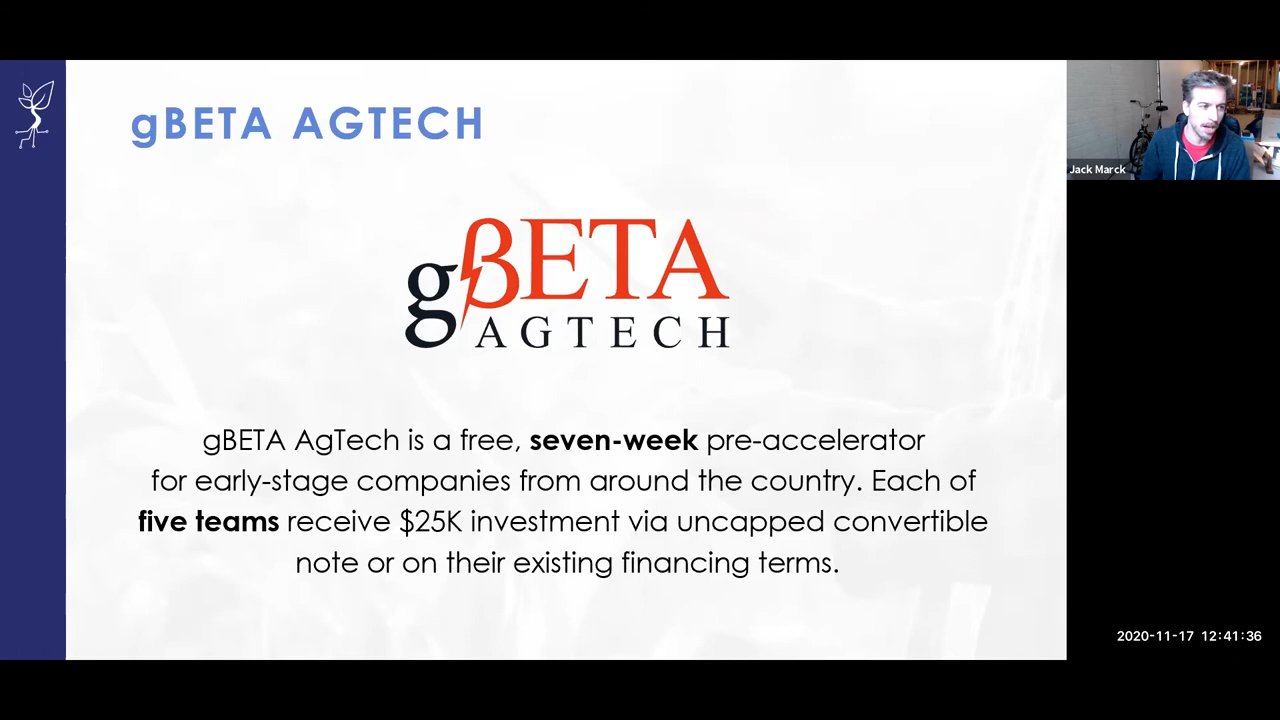 gBETA AGTECH
gBETA
AGTECH
gBETA AgTech is a free, seven-week pre-accelerator
for early-stage companies from around the country. Each of
five teams receive $25K investment via uncapped convertible
note or on their existing financing terms.
Jack Marck
2020-11-17 12:41:36